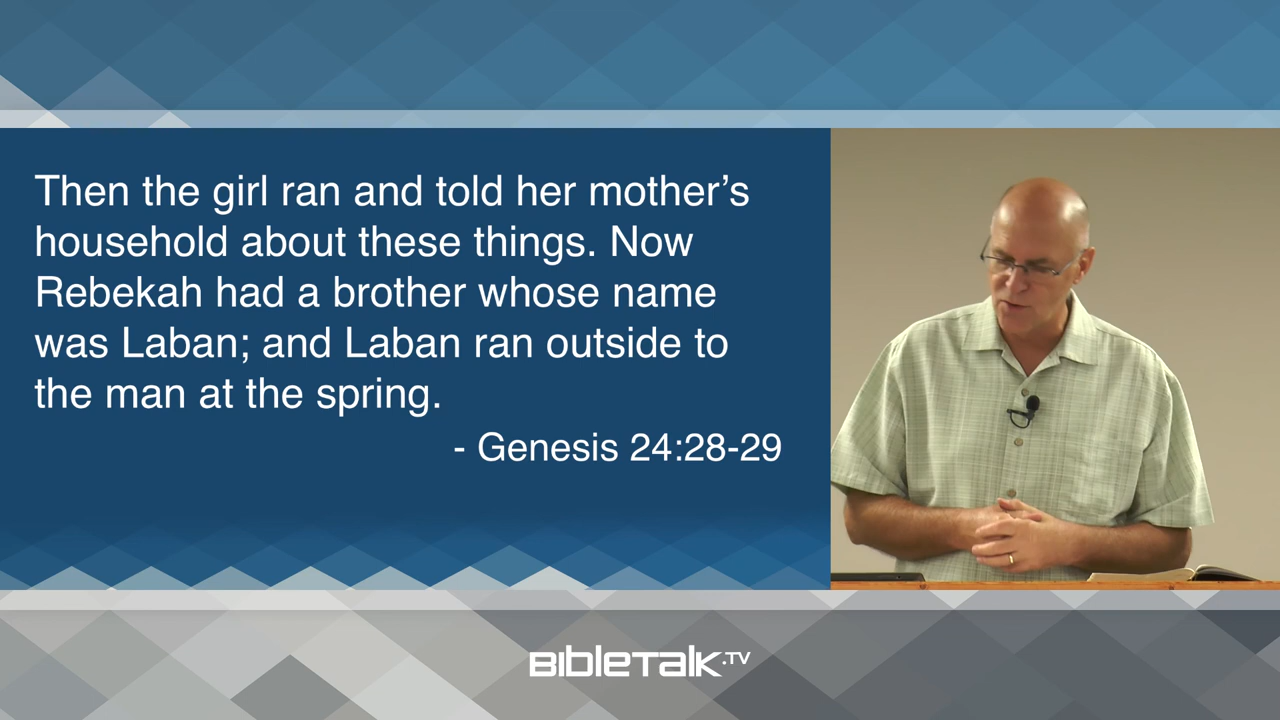 Then the girl ran and told her mother’s
household about these things. Now
Rebekah had a brother whose name
was Laban; and Laban ran outside to
the man at the spring.
- Genesis 24:28-29
BIBLETALK.TV